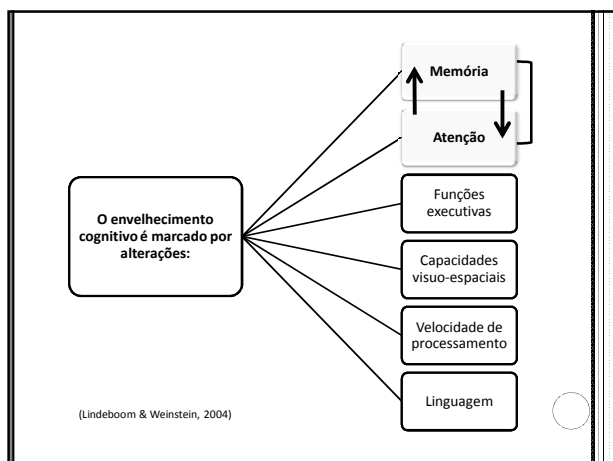 O envelhecimento
cognitivo é marcado por
alterações:
Memória
Atenção
Funções
executivas
Capacidades
visuo-espaciais
Velocidade de
processamento
Linguagem
(Lindeboom & Weinstein, 2004)